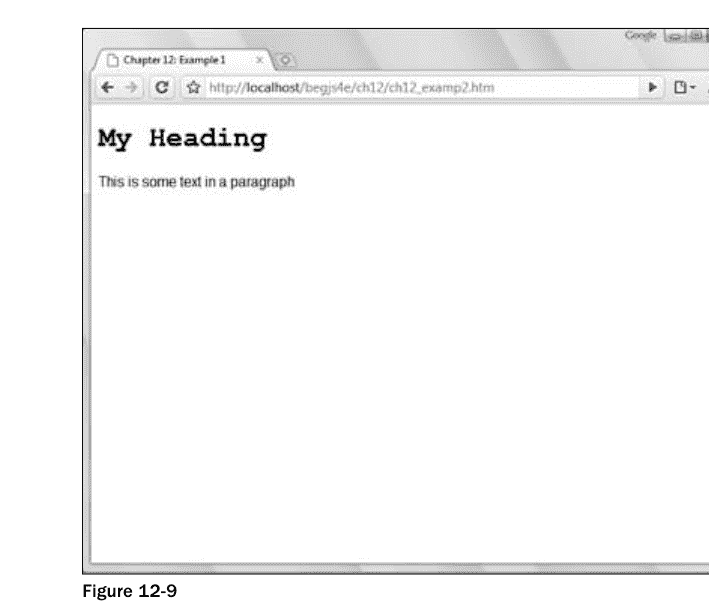 Google
Chapter 12: Example 1
http://localhost/begjs4e/ch12/ch12_examp2.htm
My Heading
This is some text in a paragraph
Figure 12-9